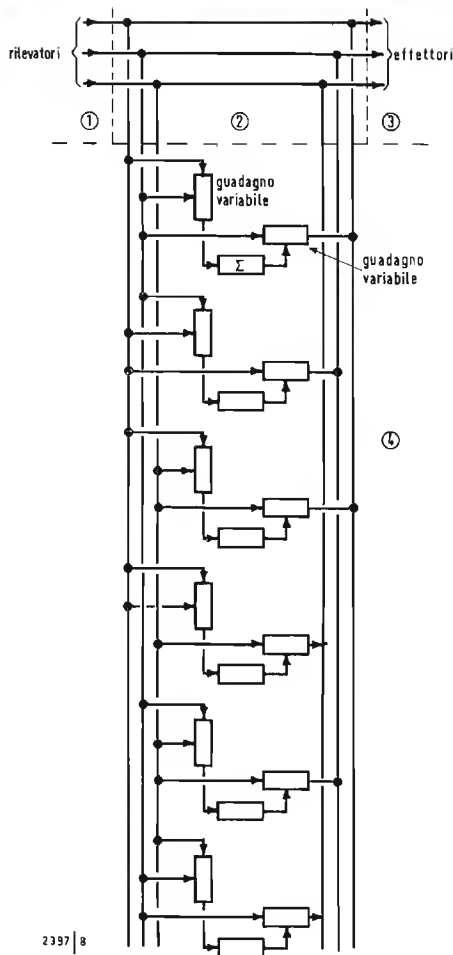 rilevatori
effettori
①
②
③
guadagno
variabile
Σ
guadagno
variabile
④
2397|8